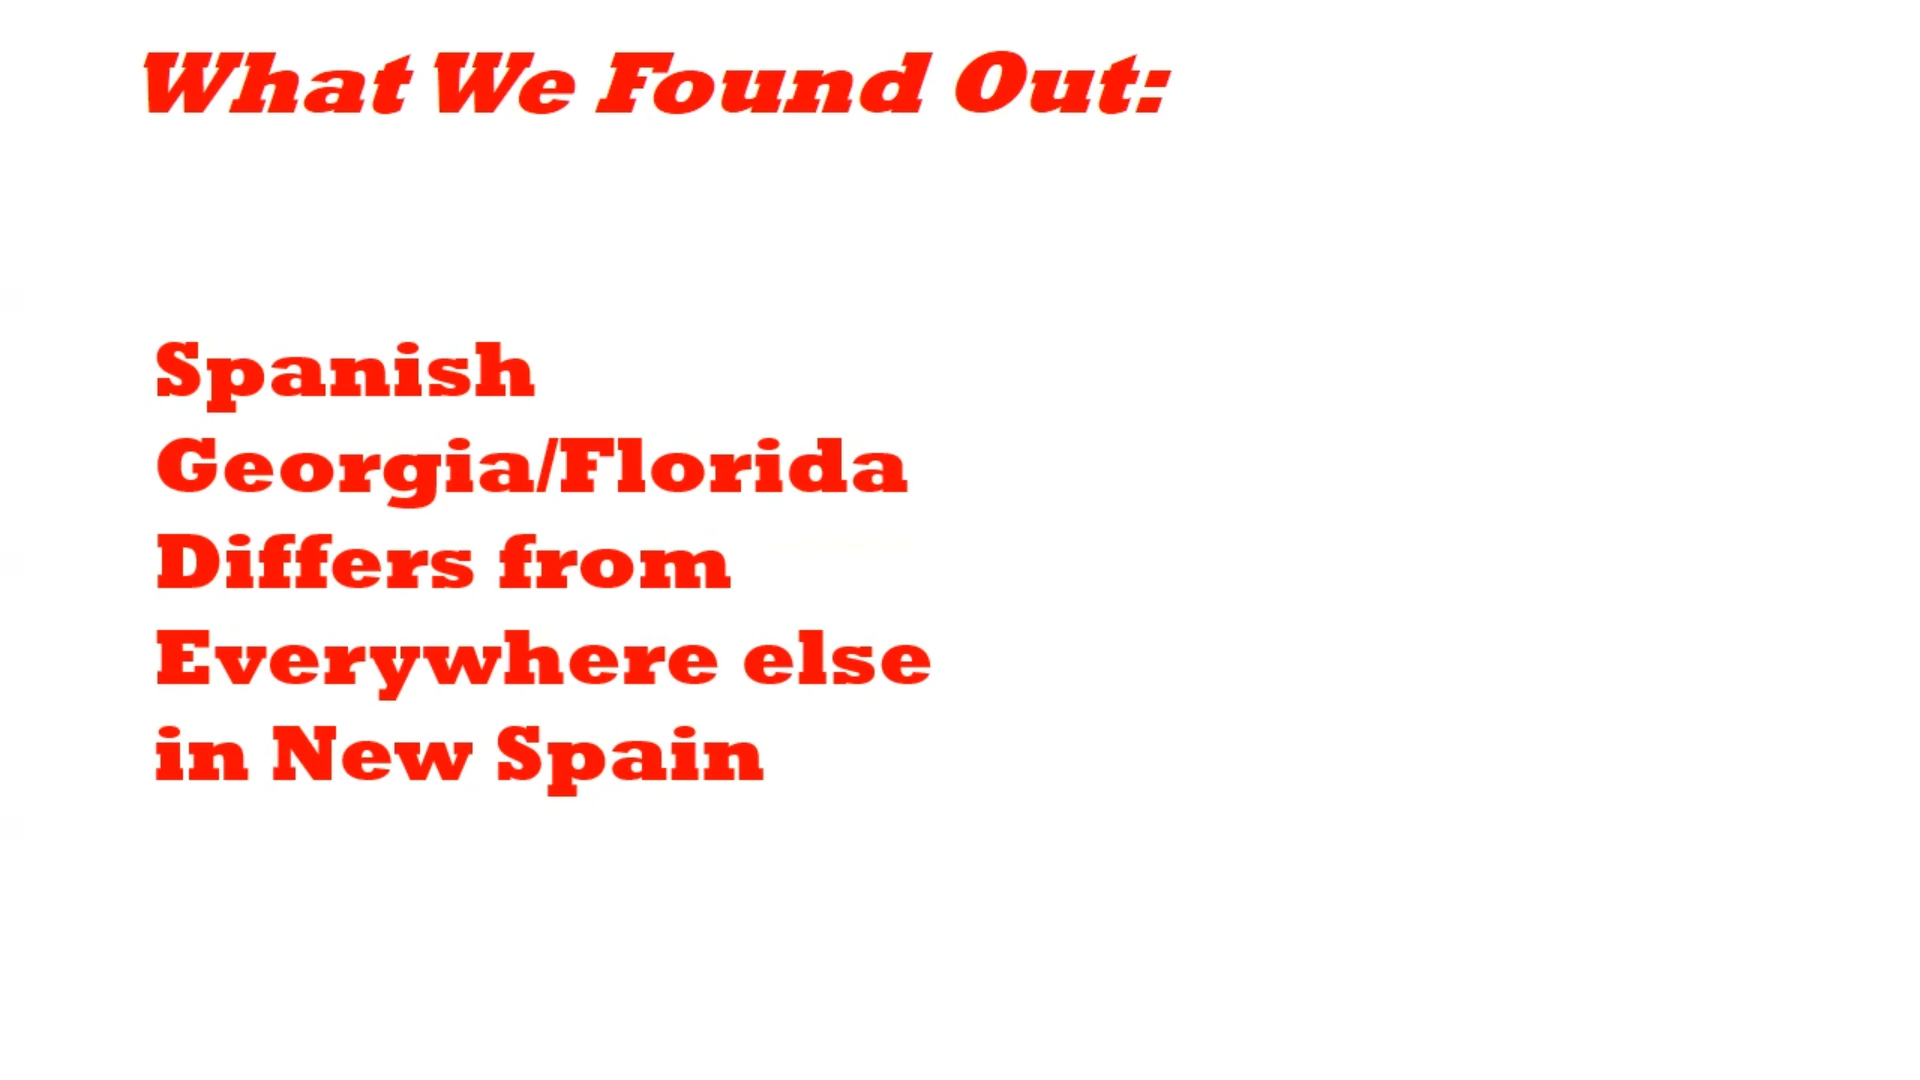 What We Found Out:
Spanish
Georgia/Florida
Differs from
Everywhere else
in New Spain